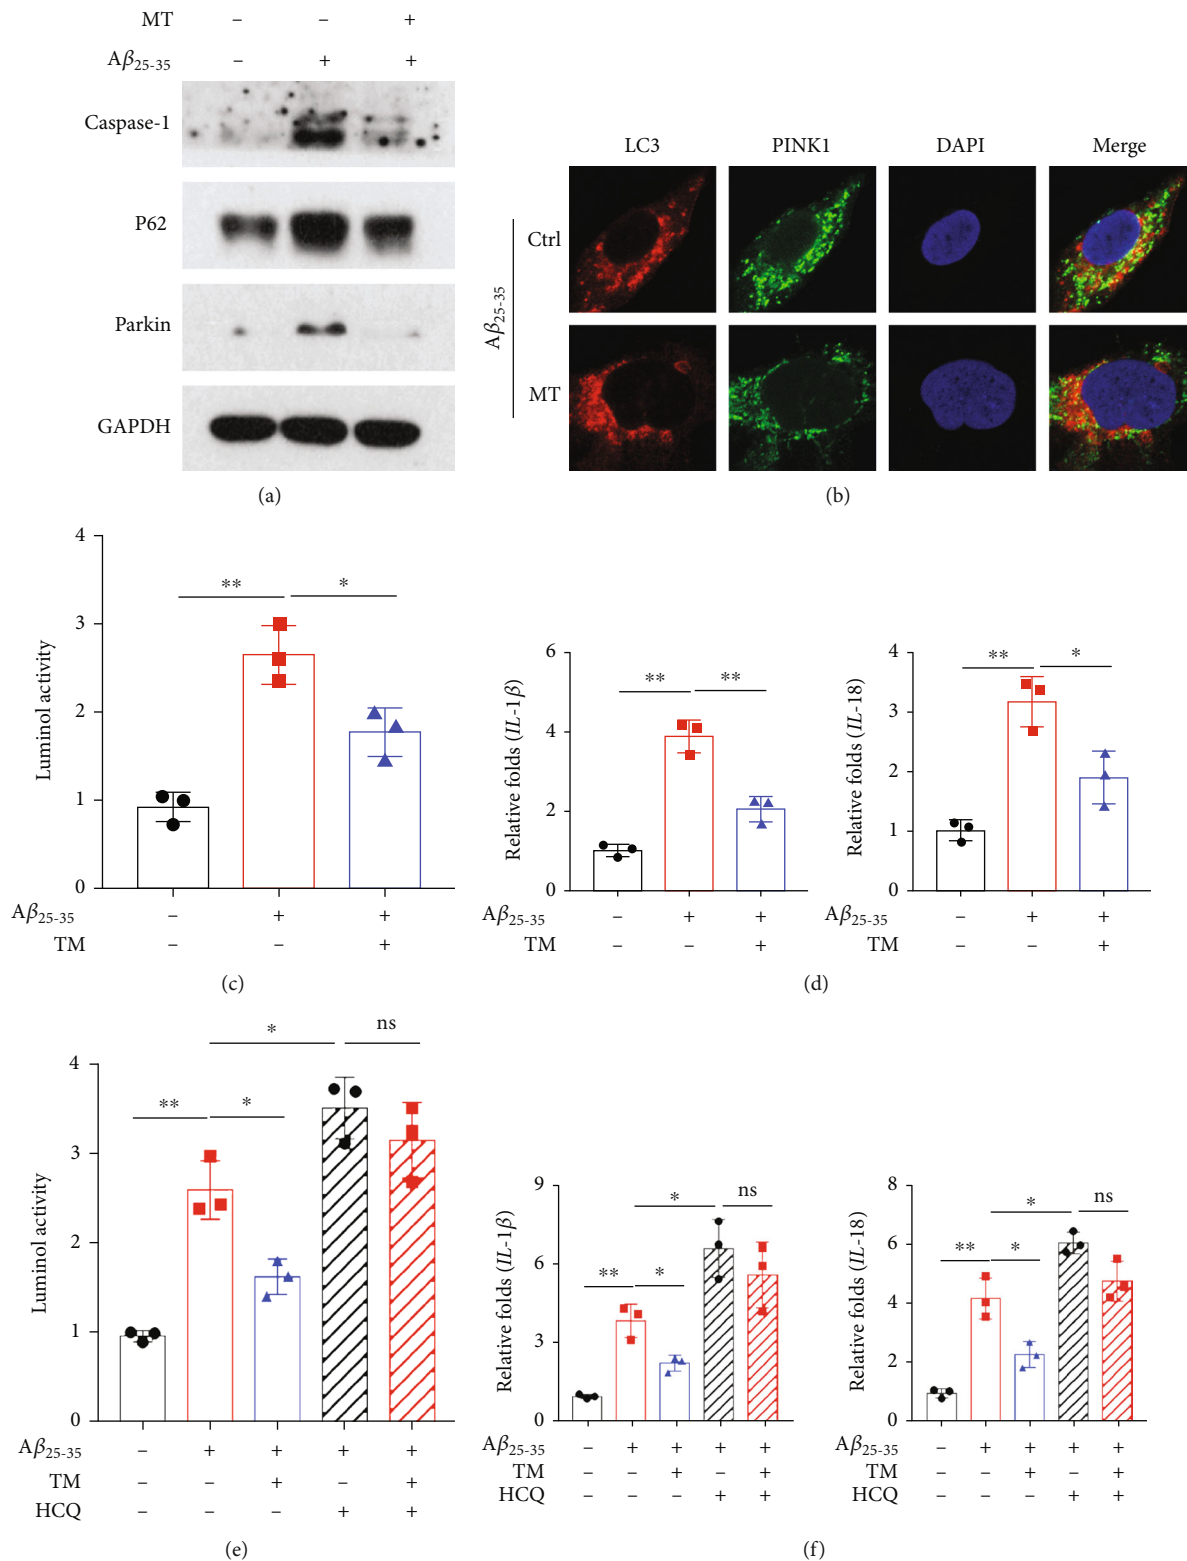 MT – – +
Aβ25-35 – + +
Caspase-1
P62
Parkin
GAPDH
(a)
LC3 PINK1 DAPI Merge
Aβ25-35
Ctrl
MT
(b)
Luminol activity
4
3
2
1
0
** *
Aβ25-35 – + +
TM – – +
(c)
Relative folds (IL-1β)
6
4
2
0
** **
Aβ25-35 – + +
TM – – +
Relative folds (IL-18)
4
3
2
1
0
** *
Aβ25-35 – + +
TM – – +
(d)
Luminol activity
4
3
2
1
0
* ns
** *
Aβ25-35 – + + + +
TM – – + – +
HCQ – – – + +
(e)
Relative folds (IL-1β)
9
6
3
0
* ns
** *
Aβ25-35 – + + + +
TM – – + – +
HCQ – – – + +
Relative folds (IL-18)
8
6
4
2
0
* ns
** *
Aβ25-35 – + + + +
TM – – + – +
HCQ – – – + +
(f)